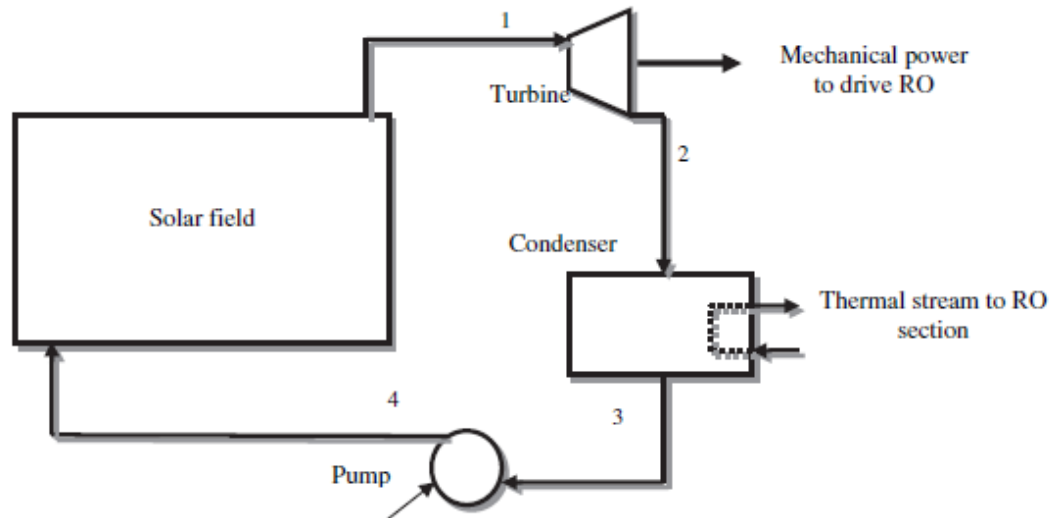 1
Mechanical power
to drive RO
Turbine
2
Solar field
Condenser
Thermal stream to RO
section
4
3
Pump